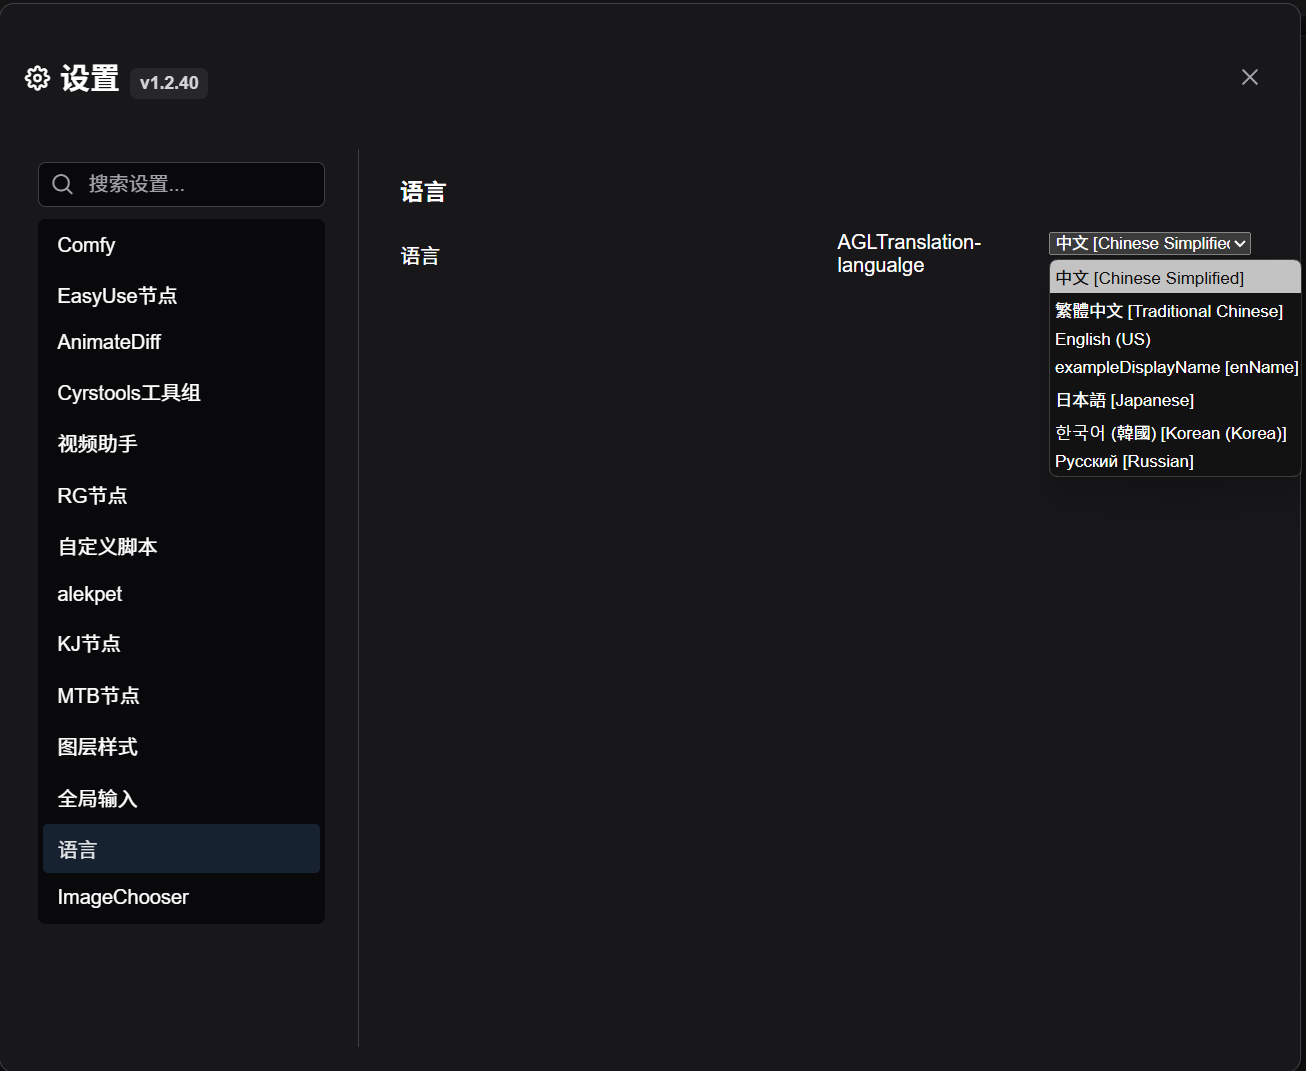 设置 v1.2.40
搜索设置...
Comfy
EasyUse节点
AnimateDiff
Cyrstools工具组
视频助手
RG节点
自定义脚本
alekpet
KJ节点
MTB节点
图层样式
全局输入
语言
ImageChooser
语言
语言
AGLTranslation-
langualge
中文 [Chinese Simplified
中文 [Chinese Simplified]
繁體中文 [Traditional Chinese]
English (US)
exampleDisplayName [enName]
日本語 [Japanese]
한국어 (韓國) [Korean (Korea)]
Русский [Russian]